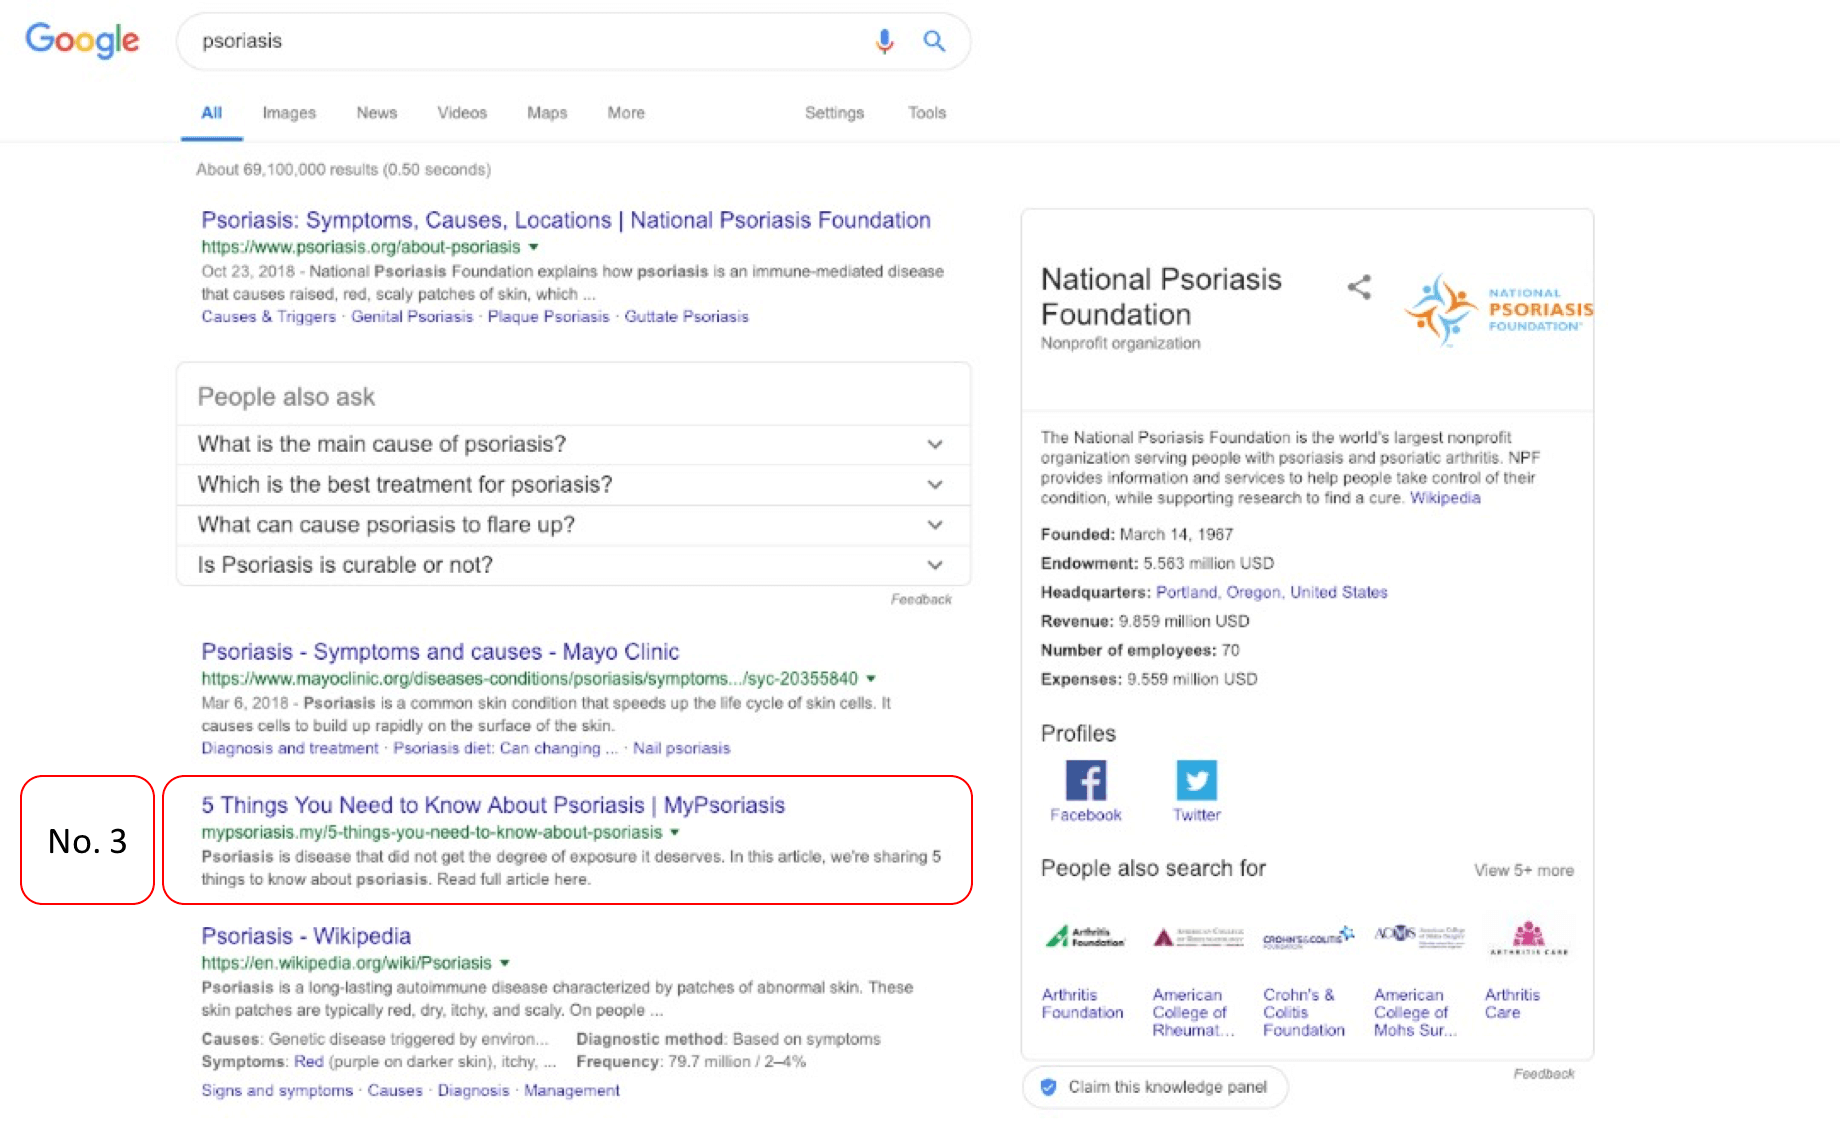 Google
psoriasis
All Images News Videos Maps More Settings Tools
About 69,100,000 results (0.50 seconds)
Psoriasis: Symptoms, Causes, Locations | National Psoriasis Foundation
https://www.psoriasis.org/about-psoriasis
Oct 23, 2018 - National Psoriasis Foundation explains how psoriasis is an immune-mediated disease
that causes raised, red, scaly patches of skin, which ...
Causes & Triggers · Genital Psoriasis · Plaque Psoriasis · Guttate Psoriasis
People also ask
What is the main cause of psoriasis?
Which is the best treatment for psoriasis?
What can cause psoriasis to flare up?
Is Psoriasis is curable or not?
Feedback
Psoriasis - Symptoms and causes - Mayo Clinic
https://www.mayoclinic.org/diseases-conditions/psoriasis/symptoms.../syc-20355840
Mar 6, 2018 - Psoriasis is a common skin condition that speeds up the life cycle of skin cells. It
causes cells to build up rapidly on the surface of the skin.
Diagnosis and treatment · Psoriasis diet: Can changing ... · Nail psoriasis
No. 3
5 Things You Need to Know About Psoriasis | MyPsoriasis
mypsoriasis.my/5-things-you-need-to-know-about-psoriasis
Psoriasis is disease that did not get the degree of exposure it deserves. In this article, we're sharing 5
things to know about psoriasis. Read full article here.
Psoriasis - Wikipedia
https://en.wikipedia.org/wiki/Psoriasis
Psoriasis is a long-lasting autoimmune disease characterized by patches of abnormal skin. These
skin patches are typically red, dry, itchy, and scaly. On people ...
Causes: Genetic disease triggered by environ... Diagnostic method: Based on symptoms
Symptoms: Red (purple on darker skin), itchy, ... Frequency: 79.7 million / 2–4%
Signs and symptoms · Causes · Diagnosis · Management
National Psoriasis
Foundation
Nonprofit organization
NATIONAL
PSORIASIS
FOUNDATION
The National Psoriasis Foundation is the world's largest nonprofit
organization serving people with psoriasis and psoriatic arthritis. NPF
provides information and services to help people take control of their
condition, while supporting research to find a cure. Wikipedia
Founded: March 14, 1967
Endowment: 5.563 million USD
Headquarters: Portland, Oregon, United States
Revenue: 9.859 million USD
Number of employees: 70
Expenses: 9.559 million USD
Profiles
Facebook Twitter
People also search for View 5+ more
Arthritis
Foundation
AMERICAN COLLEGE
CROHN'S & COLITIS
FOUNDATION
ACMS
ARTHRITIS CARE
Arthritis
Foundation
American
College of
Rheumat...
Crohn's &
Colitis
Foundation
American
College of
Mohs Sur...
Arthritis
Care
Feedback
Claim this knowledge panel